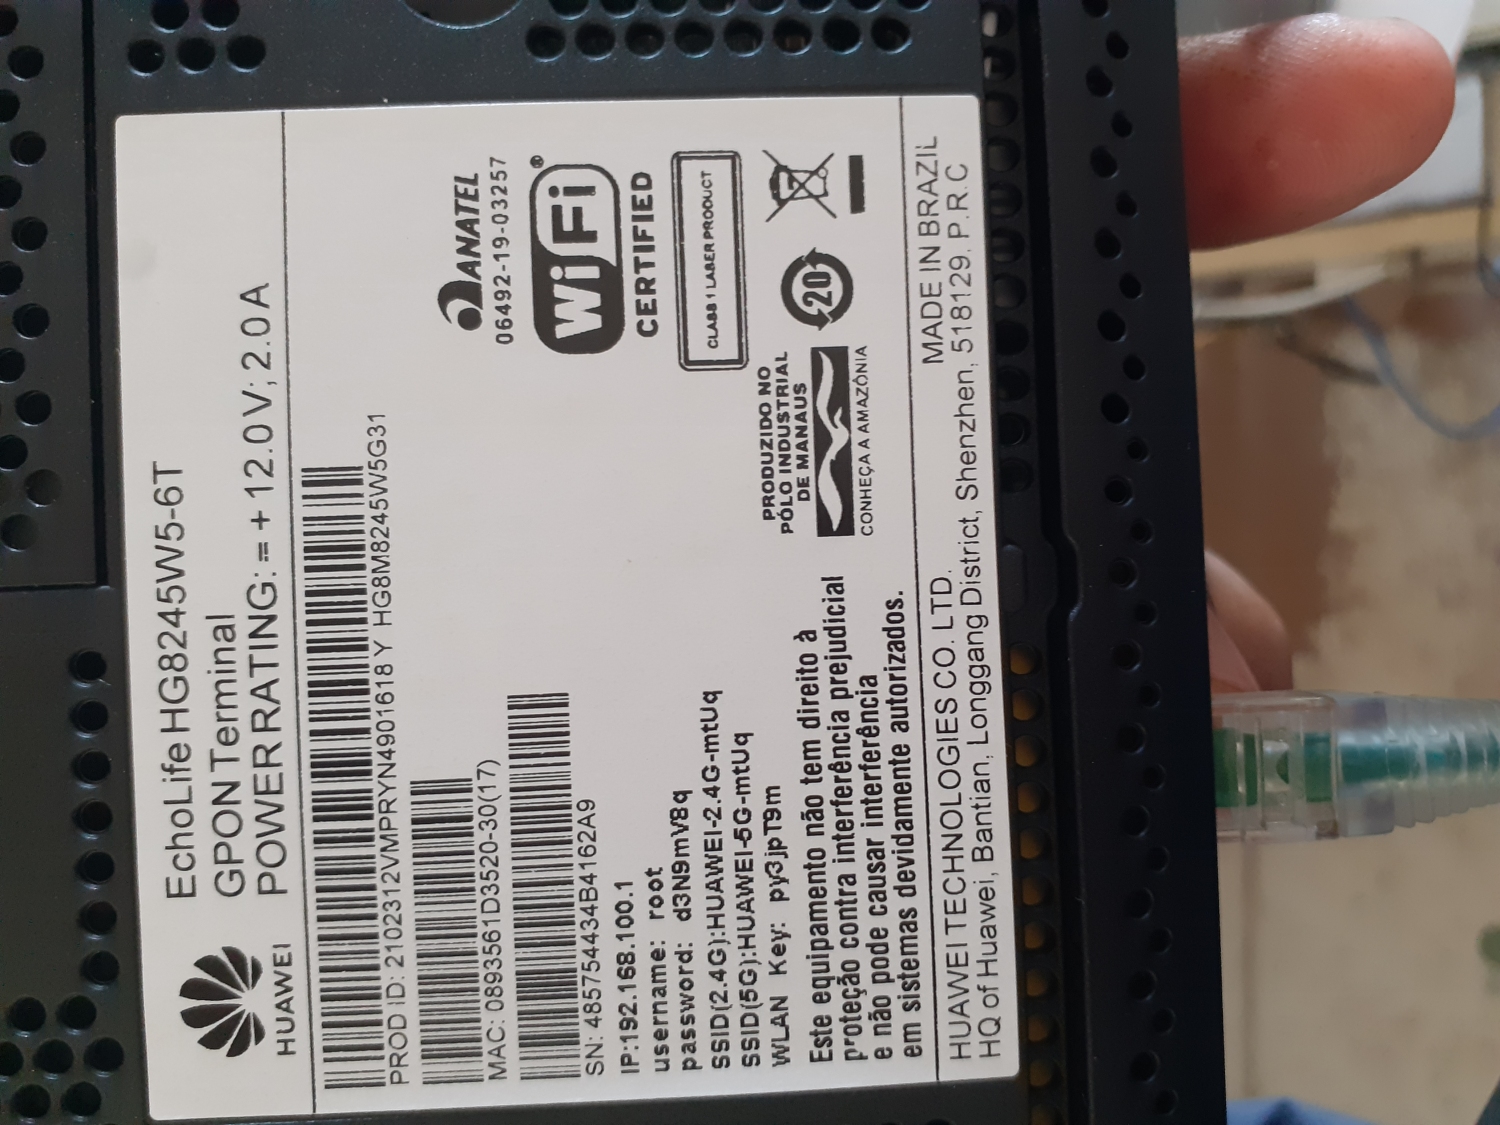 EchoLife HG8245W5-6T
GPON Terminal
POWER RATING: ⎓ + 12.0V; 2.0A
HUAWEI
PROD ID: 2102312VMPRYN4901618 Y HG8M8245W5G31
MAC: 0893561D3520-30(17)
SN: 485754434B4162A9
IP:192.168.100.1
username: root
password: d3N9mV8q
SSID(2.4G):HUAWEI-2.4G-mtUq
SSID(5G):HUAWEI-5G-mtUq
WLAN Key: py3jpT9m
ANATEL
06492-19-03257
Wi Fi ®
CERTIFIED
CLASS 1 LASER PRODUCT
20
PRODUZIDO NO
PÓLO INDUSTRIAL
DE MANAUS
CONHEÇA A AMAZÔNIA
Este equipamento não tem direito à
proteção contra interferência prejudicial
e não pode causar interferência
em sistemas devidamente autorizados.
HUAWEI TECHNOLOGIES CO. LTD. MADE IN BRAZIL
HQ of Huawei, Bantian, Longgang District, Shenzhen, 518129. P.R.C